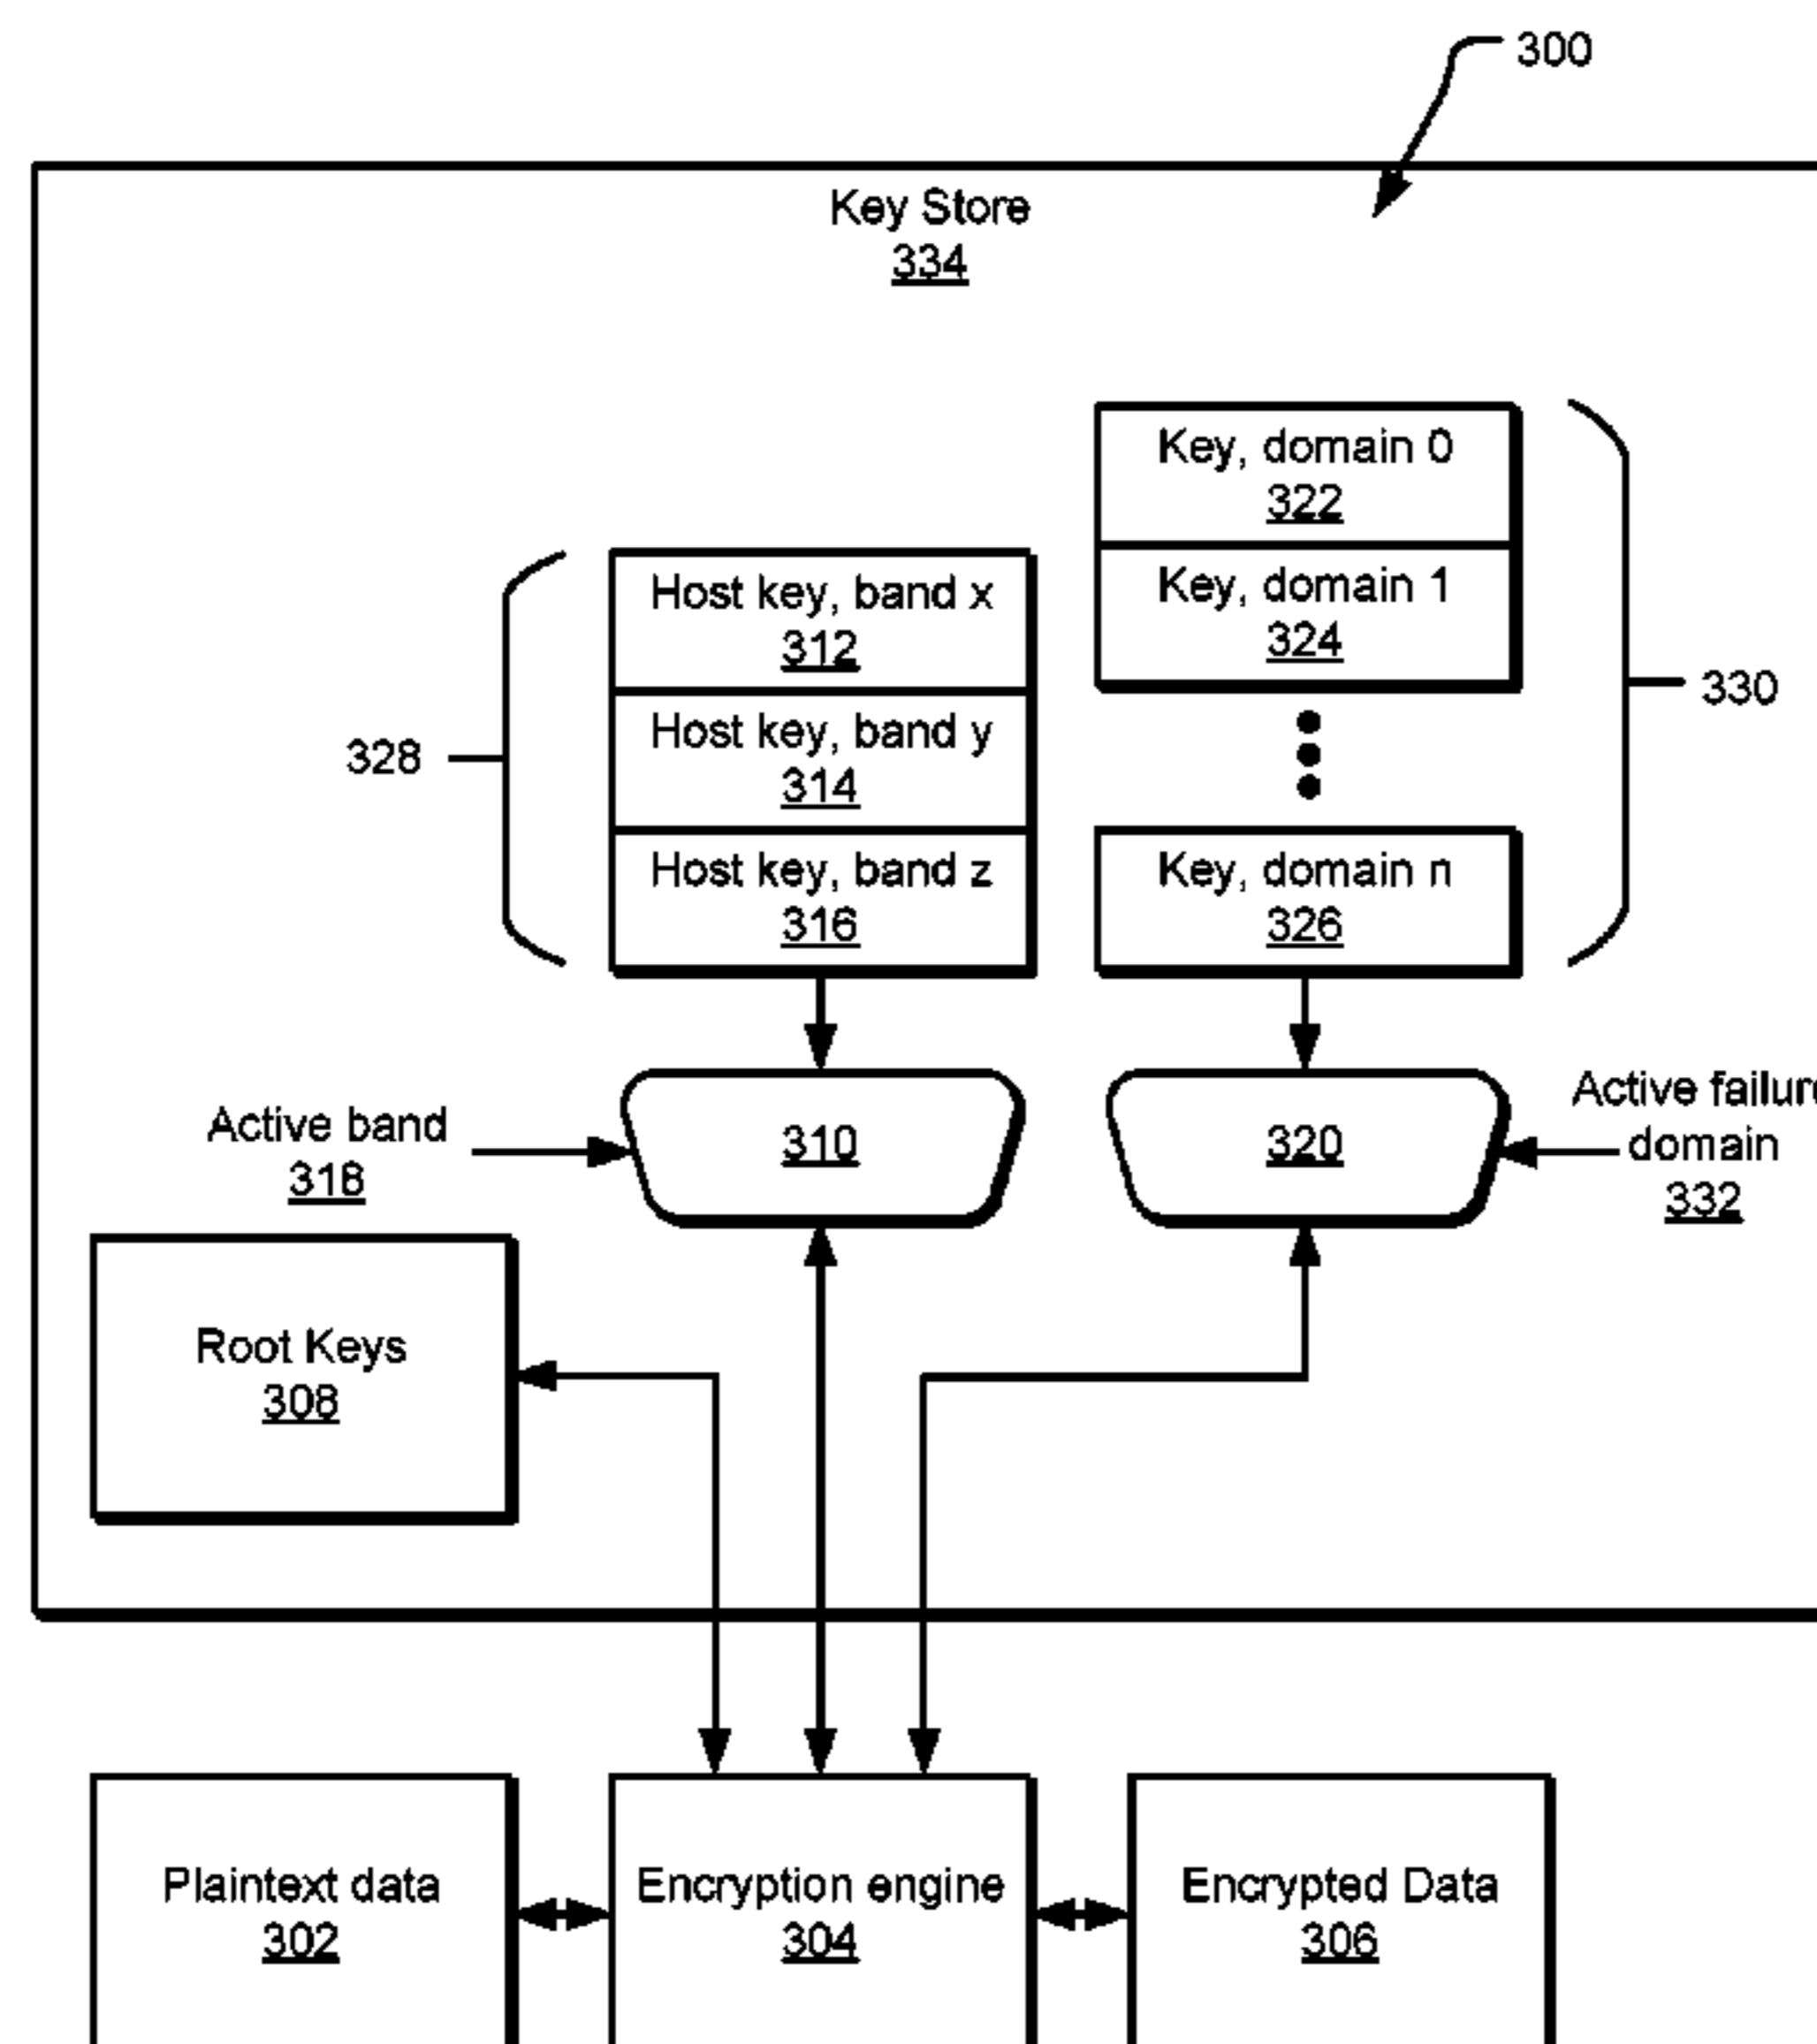 300
Key Store
334
Key, domain 0
322
Key, domain 1
324
Host key, band x
312
Host key, band y
314
Host key, band z
316
328
330
Key, domain n
326
Active band
318
310
320
Active failure
domain
332
Root Keys
308
Plaintext data
302
Encryption engine
304
Encrypted Data
306